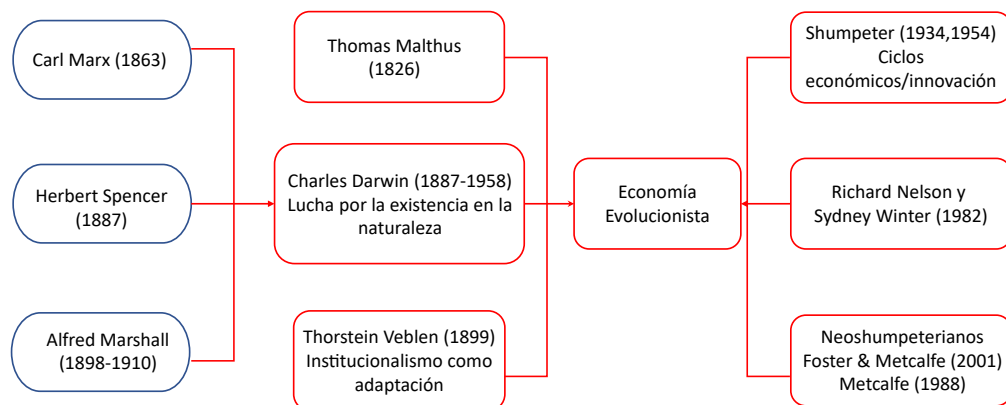 Carl Marx (1863)
Herbert Spencer
(1887)
Alfred Marshall
(1898-1910)
Thomas Malthus
(1826)
Charles Darwin (1887-1958)
Lucha por la existencia en la
naturaleza
Thorstein Veblen (1899)
Institucionalismo como
adaptación
Economía
Evolucionista
Shumpeter (1934,1954)
Ciclos
económicos/innovación
Richard Nelson y
Sydney Winter (1982)
Neoshumpeterianos
Foster & Metcalfe (2001)
Metcalfe (1988)